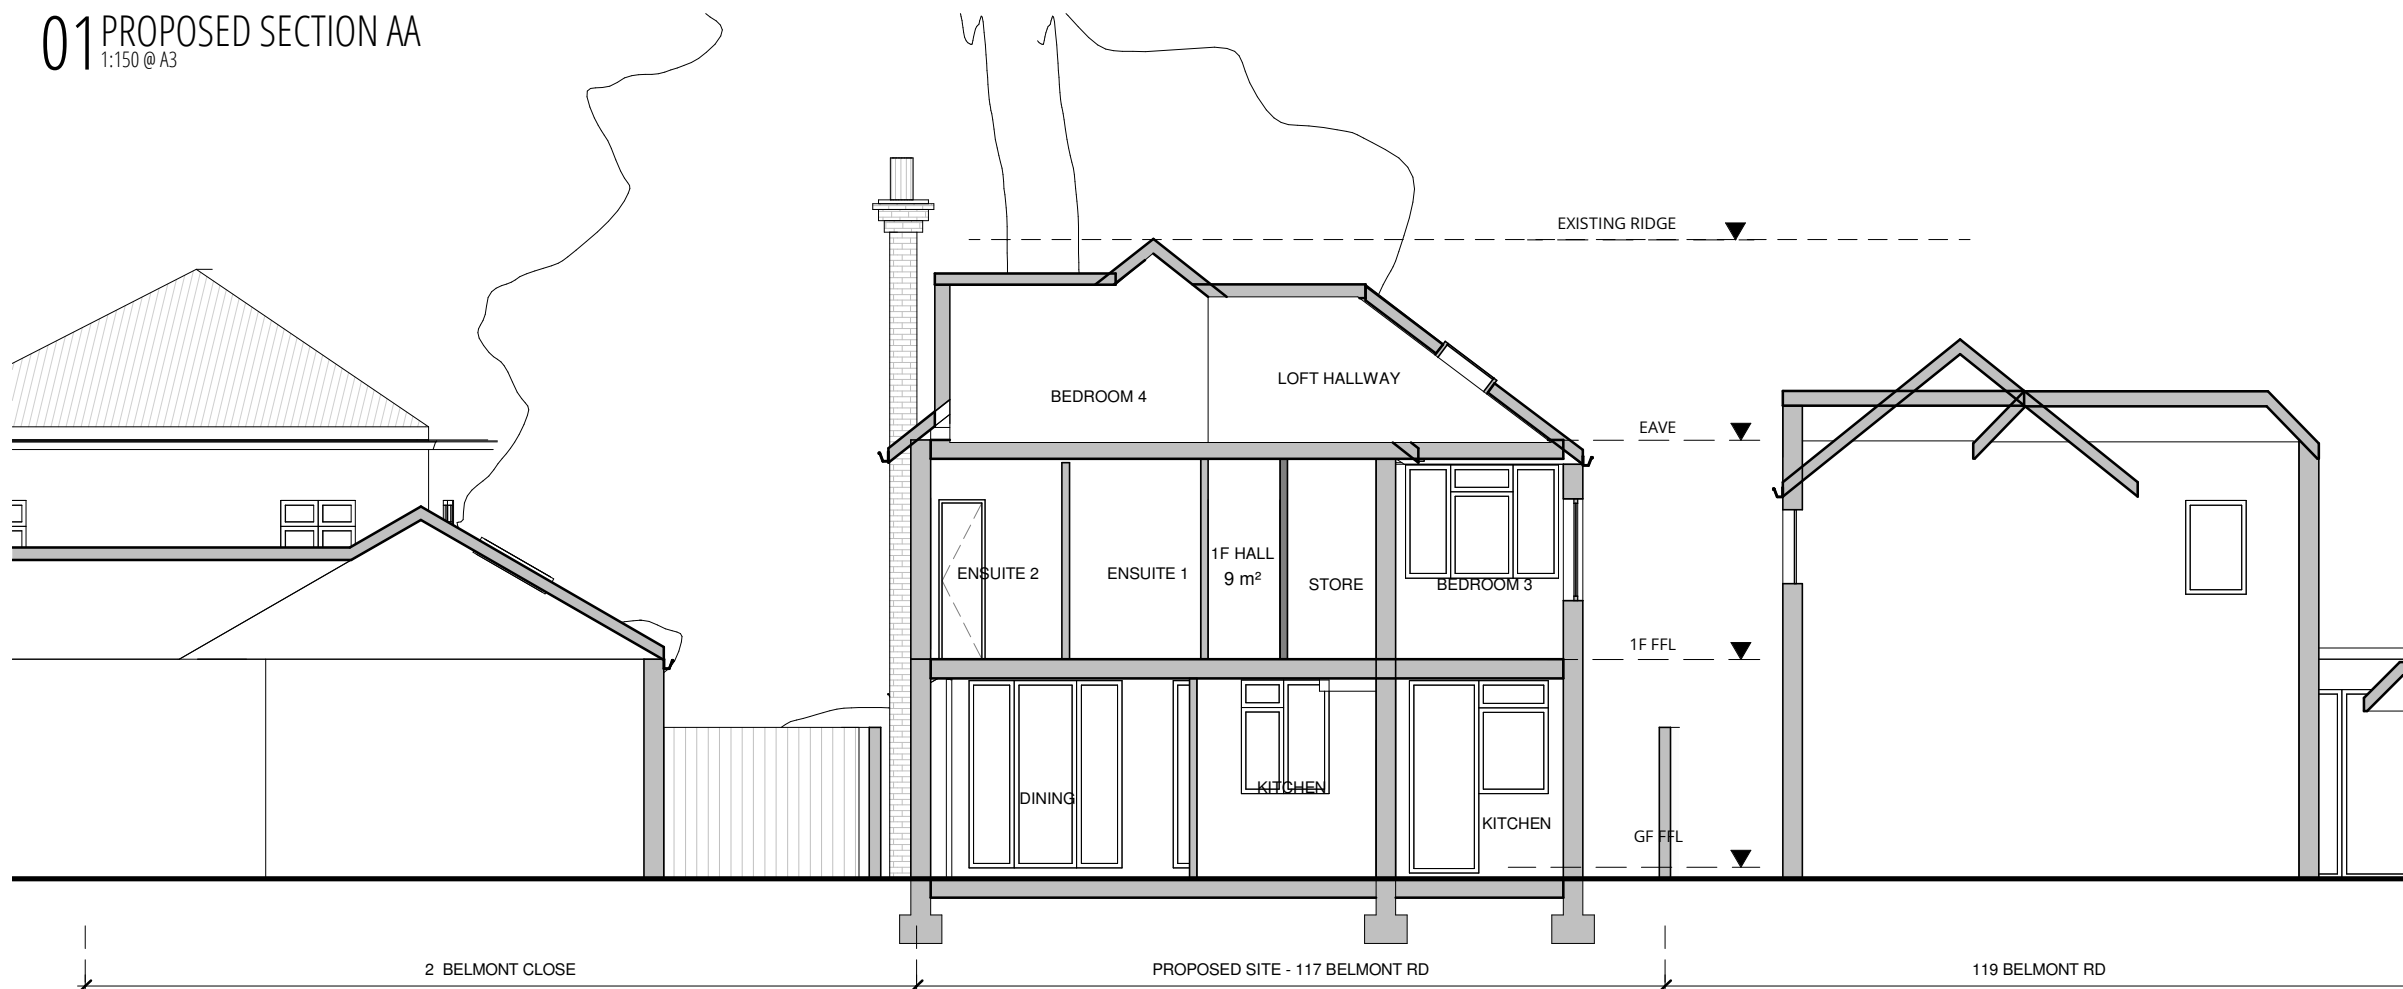 01 PROPOSED SECTION AA
1:150 @ A3
EXISTING RIDGE
LOFT HALLWAY
BEDROOM 4
EAVE
1F HALL
9 m²
ENSUITE 2
ENSUITE 1
STORE
BEDROOM 3
1F FFL
KITCHEN
DINING
KITCHEN
GF FFL
2 BELMONT CLOSE
PROPOSED SITE - 117 BELMONT RD
119 BELMONT RD